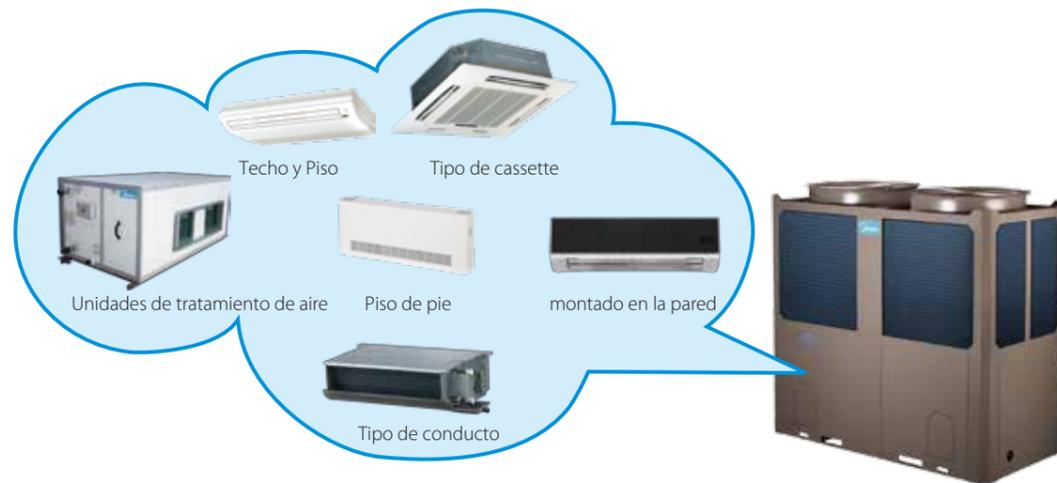 Techo y Piso
Tipo de cassette
Unidades de tratamiento de aire
Piso de pie
montado en la pared
Tipo de conducto